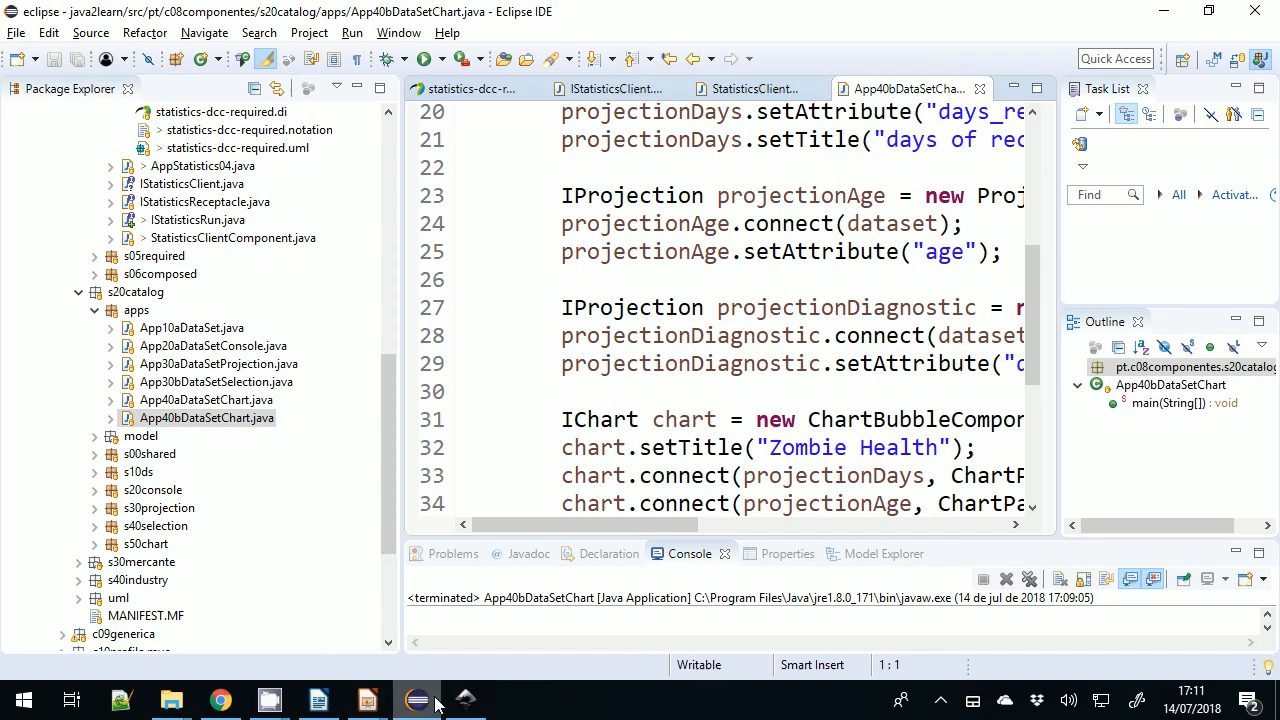 eclipse - java2learn/src/pt/c08componentes/s20catalog/apps/App40bDataSetChart.java - Eclipse IDE
File Edit Source Refactor Navigate Search Project Run Window Help
Quick Access
Package Explorer
statistics-dcc-r...
IStatisticsClient....
StatisticsClient...
App40bDataSetCha...
Task List
statistics-dcc-required.di
> statistics-dcc-required.notation
> statistics-dcc-required.uml
> AppStatistics04.java
IStatisticsClient.java
IStatisticsReceptacle.java
> IStatisticsRun.java
> StatisticsClientComponent.java
s05required
s06composed
s20catalog
apps
App10aDataSet.java
App20aDataSetConsole.java
App30aDataSetProjection.java
App30bDataSetSelection.java
App40aDataSetChart.java
App40bDataSetChart.java
model
s00shared
s10ds
s20console
s30projection
s40selection
s50chart
s30mercante
s40industry
uml
MANIFEST.MF
c09generica
20 projectionDays.setAttribute("days_re
21 projectionDays.setTitle("days of rec
22
23 IProjection projectionAge = new Proj
24 projectionAge.connect(dataset);
25 projectionAge.setAttribute("age");
26
27 IProjection projectionDiagnostic = n
28 projectionDiagnostic.connect(dataset
29 projectionDiagnostic.setAttribute("d
30
31 IChart chart = new ChartBubbleCompon
32 chart.setTitle("Zombie Health");
33 chart.connect(projectionDays, ChartP
34 chart.connect(projectionAge, ChartPa
Find
All
Activat...
Outline
pt.c08componentes.s20catalog
App40bDataSetChart
main(String[]) : void
Problems
@ Javadoc
Declaration
Console
Properties
Model Explorer
<terminated> App40bDataSetChart [Java Application] C:\Program Files\Java\jre1.8.0_171\bin\javaw.exe (14 de jul de 2018 17:09:05)
Writable
Smart Insert
1 : 1
17:11
14/07/2018
2